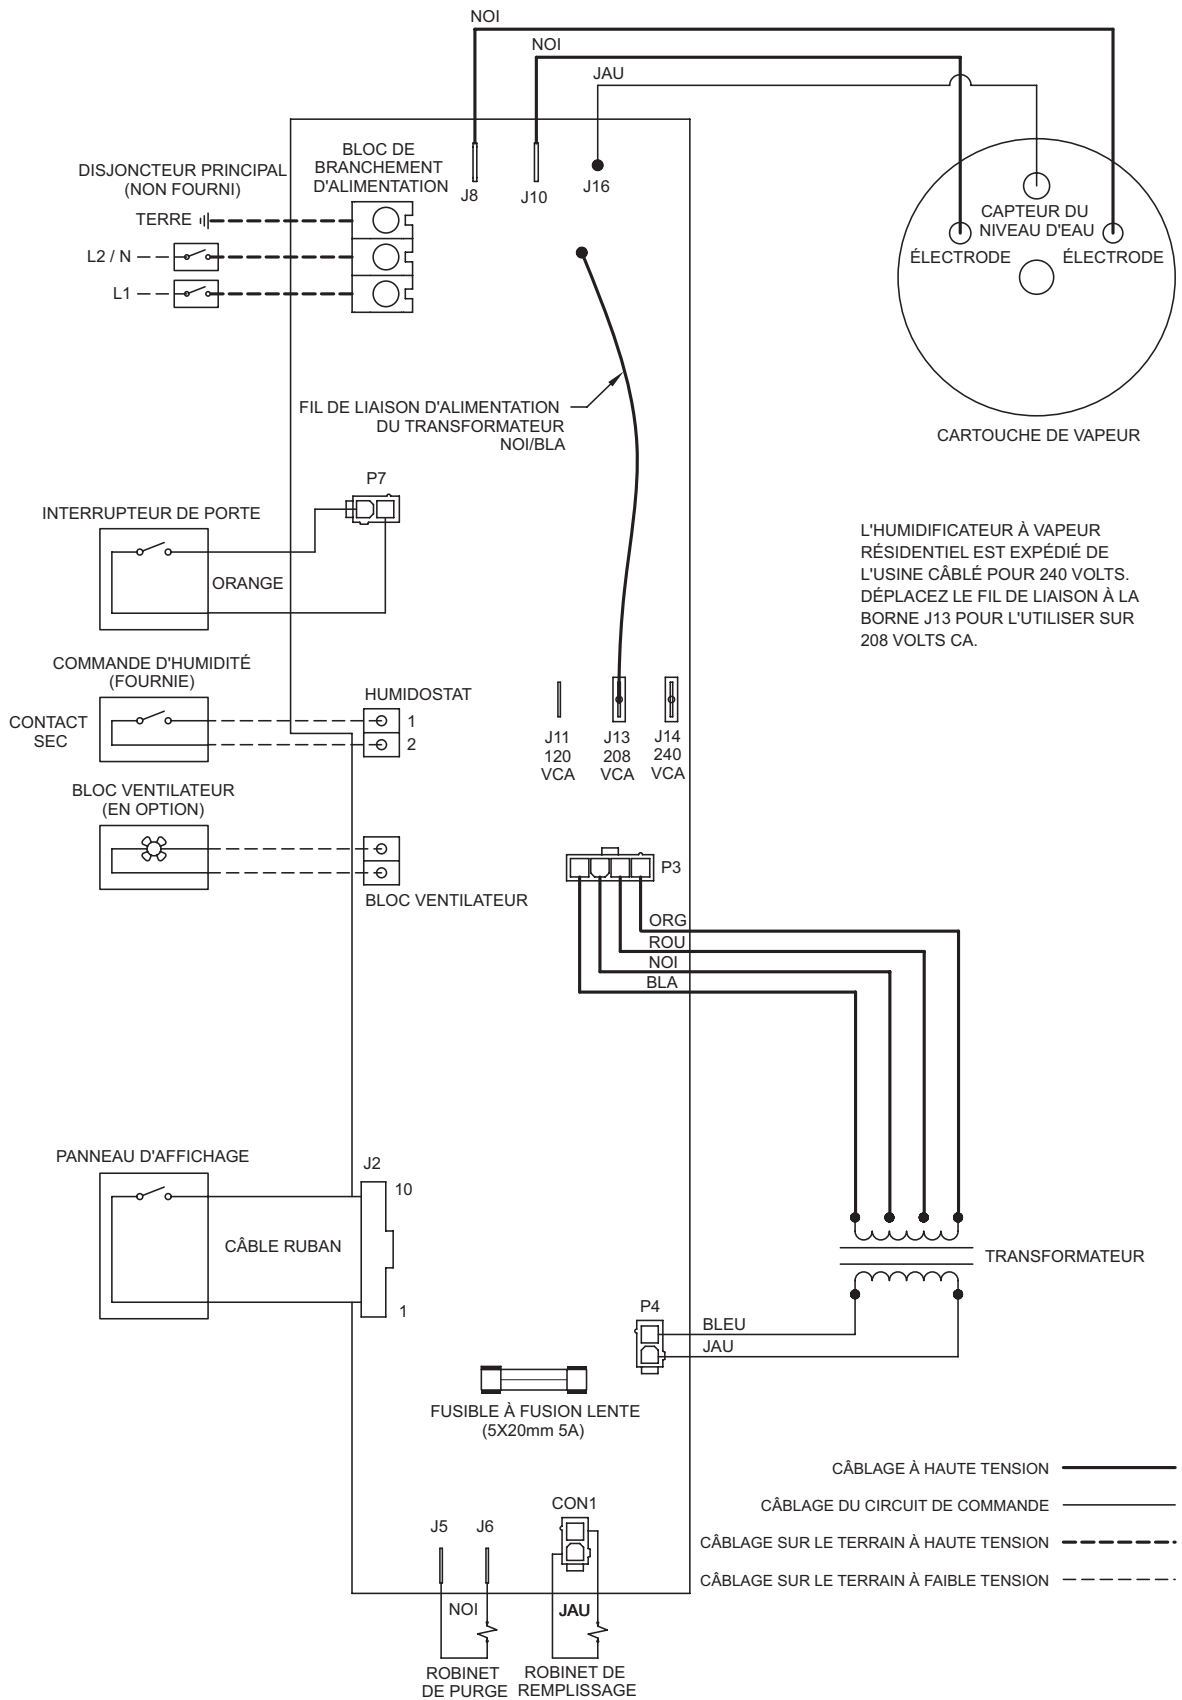 NOI
NOI
JAU
BLOC DE
BRANCHEMENT
D'ALIMENTATION
DISJONCTEUR PRINCIPAL
(NON FOURNI)
J8
J10
J16
TERRE
L2 / N
L1
CAPTEUR DU
NIVEAU D'EAU
ÉLECTRODE
ÉLECTRODE
CARTOUCHE DE VAPEUR
FIL DE LIAISON D'ALIMENTATION
DU TRANSFORMATEUR
NOI/BLA
P7
INTERRUPTEUR DE PORTE
ORANGE
L'HUMIDIFICATEUR À VAPEUR
RÉSIDENTIEL EST EXPÉDIÉ DE
L'USINE CÂBLÉ POUR 240 VOLTS.
DÉPLACEZ LE FIL DE LIAISON À LA
BORNE J13 POUR L'UTILISER SUR
208 VOLTS CA.
COMMANDE D'HUMIDITÉ
(FOURNIE)
CONTACT
SEC
HUMIDOSTAT
1
2
J11
120
VCA
J13
208
VCA
J14
240
VCA
BLOC VENTILATEUR
(EN OPTION)
BLOC VENTILATEUR
P3
ORG
ROU
NOI
BLA
PANNEAU D'AFFICHAGE
J2
10
CÂBLE RUBAN
1
TRANSFORMATEUR
P4
BLEU
JAU
FUSIBLE À FUSION LENTE
(5X20mm 5A)
CÂBLAGE À HAUTE TENSION
CÂBLAGE DU CIRCUIT DE COMMANDE
CÂBLAGE SUR LE TERRAIN À HAUTE TENSION
CÂBLAGE SUR LE TERRAIN À FAIBLE TENSION
CON1
J5
J6
NOI
JAU
ROBINET
DE PURGE
ROBINET DE
REMPLISSAGE